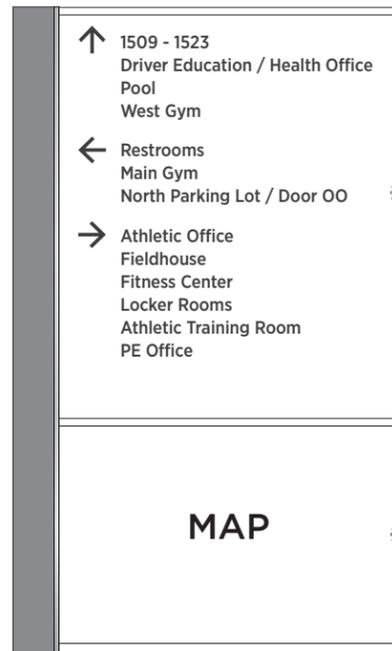 1509 - 1523
Driver Education / Health Office
Pool
West Gym
Restrooms
Main Gym
North Parking Lot / Door OO
Athletic Office
Fieldhouse
Fitness Center
Locker Rooms
Athletic Training Room
PE Office
MAP